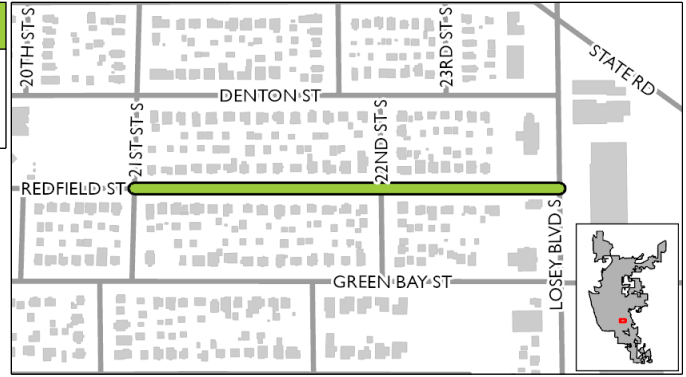 20TH ST S
23RD ST S
STATE RD
DENTON ST
21ST ST S
22ND ST S
REDFIELD ST
LOSEY BLVD S
GREEN BAY ST